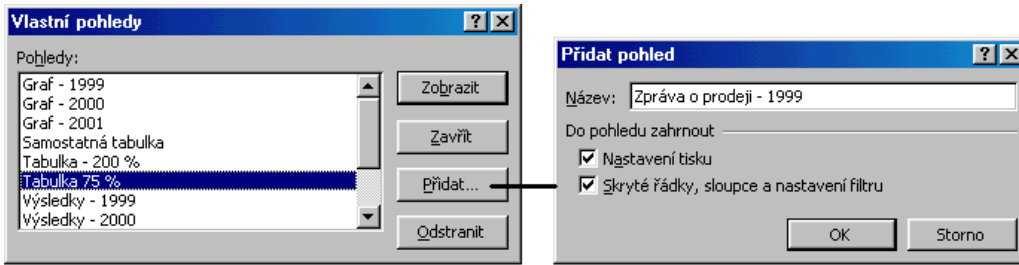 Vlastní pohledy
Pohledy:
Graf - 1999
Graf - 2000
Graf - 2001
Samostatná tabulka
Tabulka - 200 %
Tabulka 75 %
Výsledky - 1999
Výsledky - 2000
Zobrazit
Zavřít
Přidat...
Odstranit
Přidat pohled
Název: Zpráva o prodeji - 1999
Do pohledu zahrnout
Nastavení tisku
Skryté řádky, sloupce a nastavení filtru
OK Storno